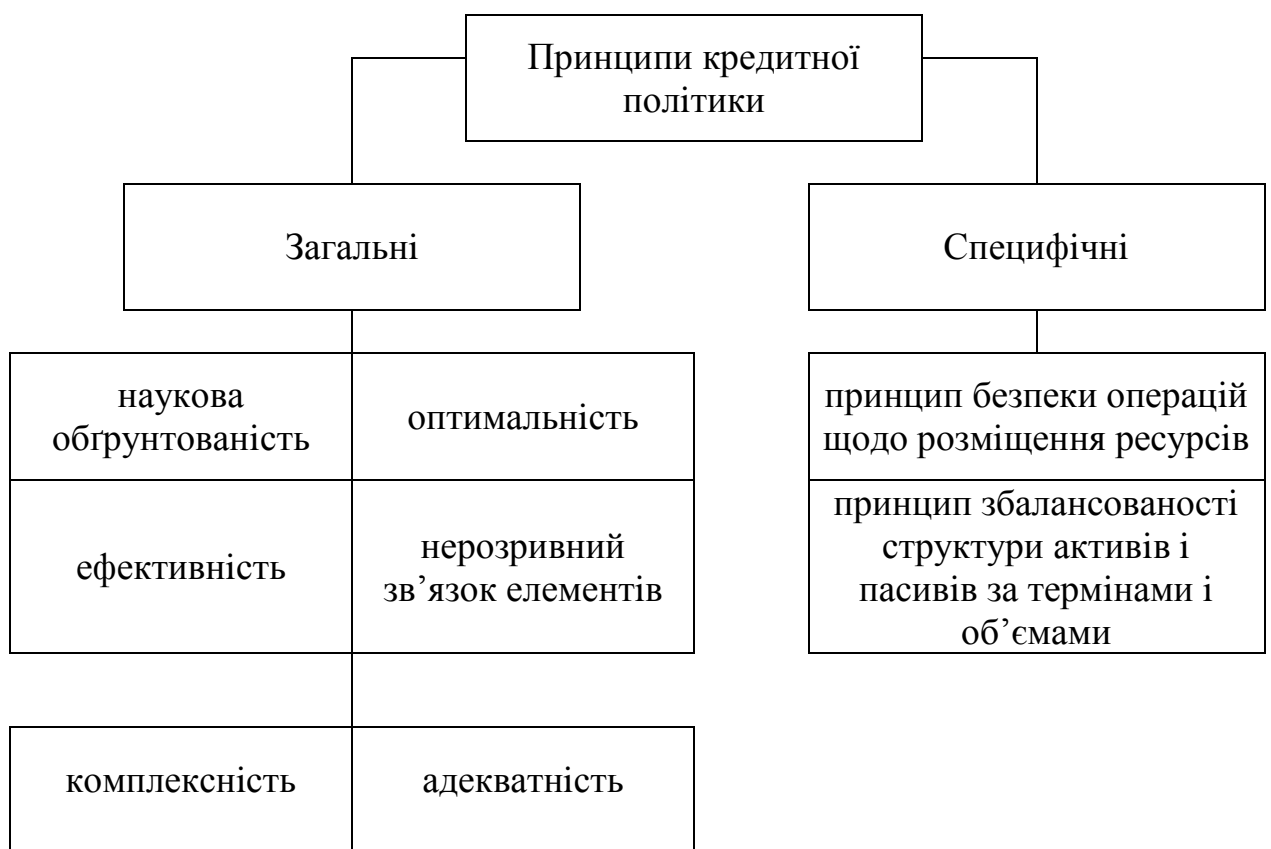 Принципи кредитної
політики
Загальні
Специфічні
наукова
обґрунтованість
оптимальність
ефективність
нерозривний
зв’язок елементів
комплексність
адекватність
принцип безпеки операцій
щодо розміщення ресурсів
принцип збалансованості
структури активів і
пасивів за термінами і
об’ємами